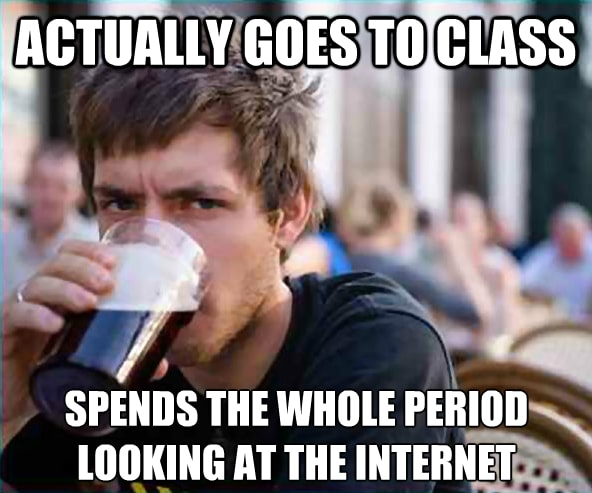 ACTUALLY GOES TO CLASS
SPENDS THE WHOLE PERIOD
LOOKING AT THE INTERNET